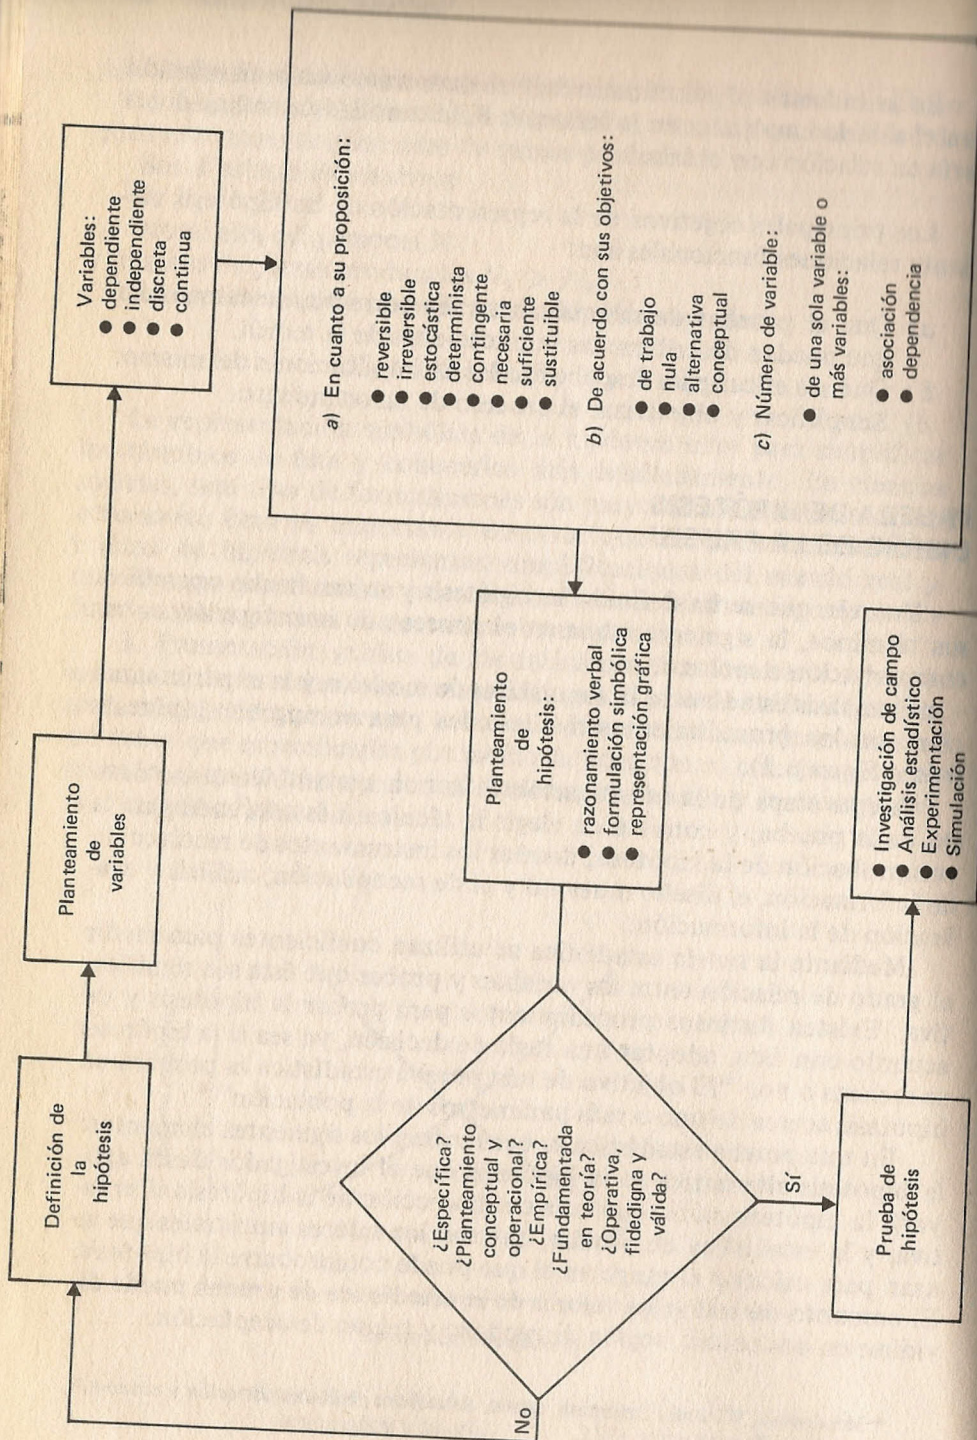 Definición de
la
hipótesis
Planteamiento
de
variables
Variables:
● dependiente
● independiente
● discreta
● continua
a) En cuanto a su proposición:
● reversible
● irreversible
● estocástica
● determinista
● contingente
● necesaria
● suficiente
● sustituible
b) De acuerdo con sus objetivos:
● de trabajo
● nula
● alternativa
● conceptual
c) Número de variable:
● de una sola variable o
más variables:
● asociación
● dependencia
Planteamiento
de
hipótesis:
● razonamiento verbal
● formulación simbólica
● representación gráfica
¿Específica?
¿Planteamiento
conceptual y
operacional?
¿Empírica?
¿Fundamentada
en teoría?
¿Operativa,
fidedigna y
válida?
No
Sí
Prueba de
hipótesis
● Investigación de campo
● Análisis estadístico
● Experimentación
● Simulación